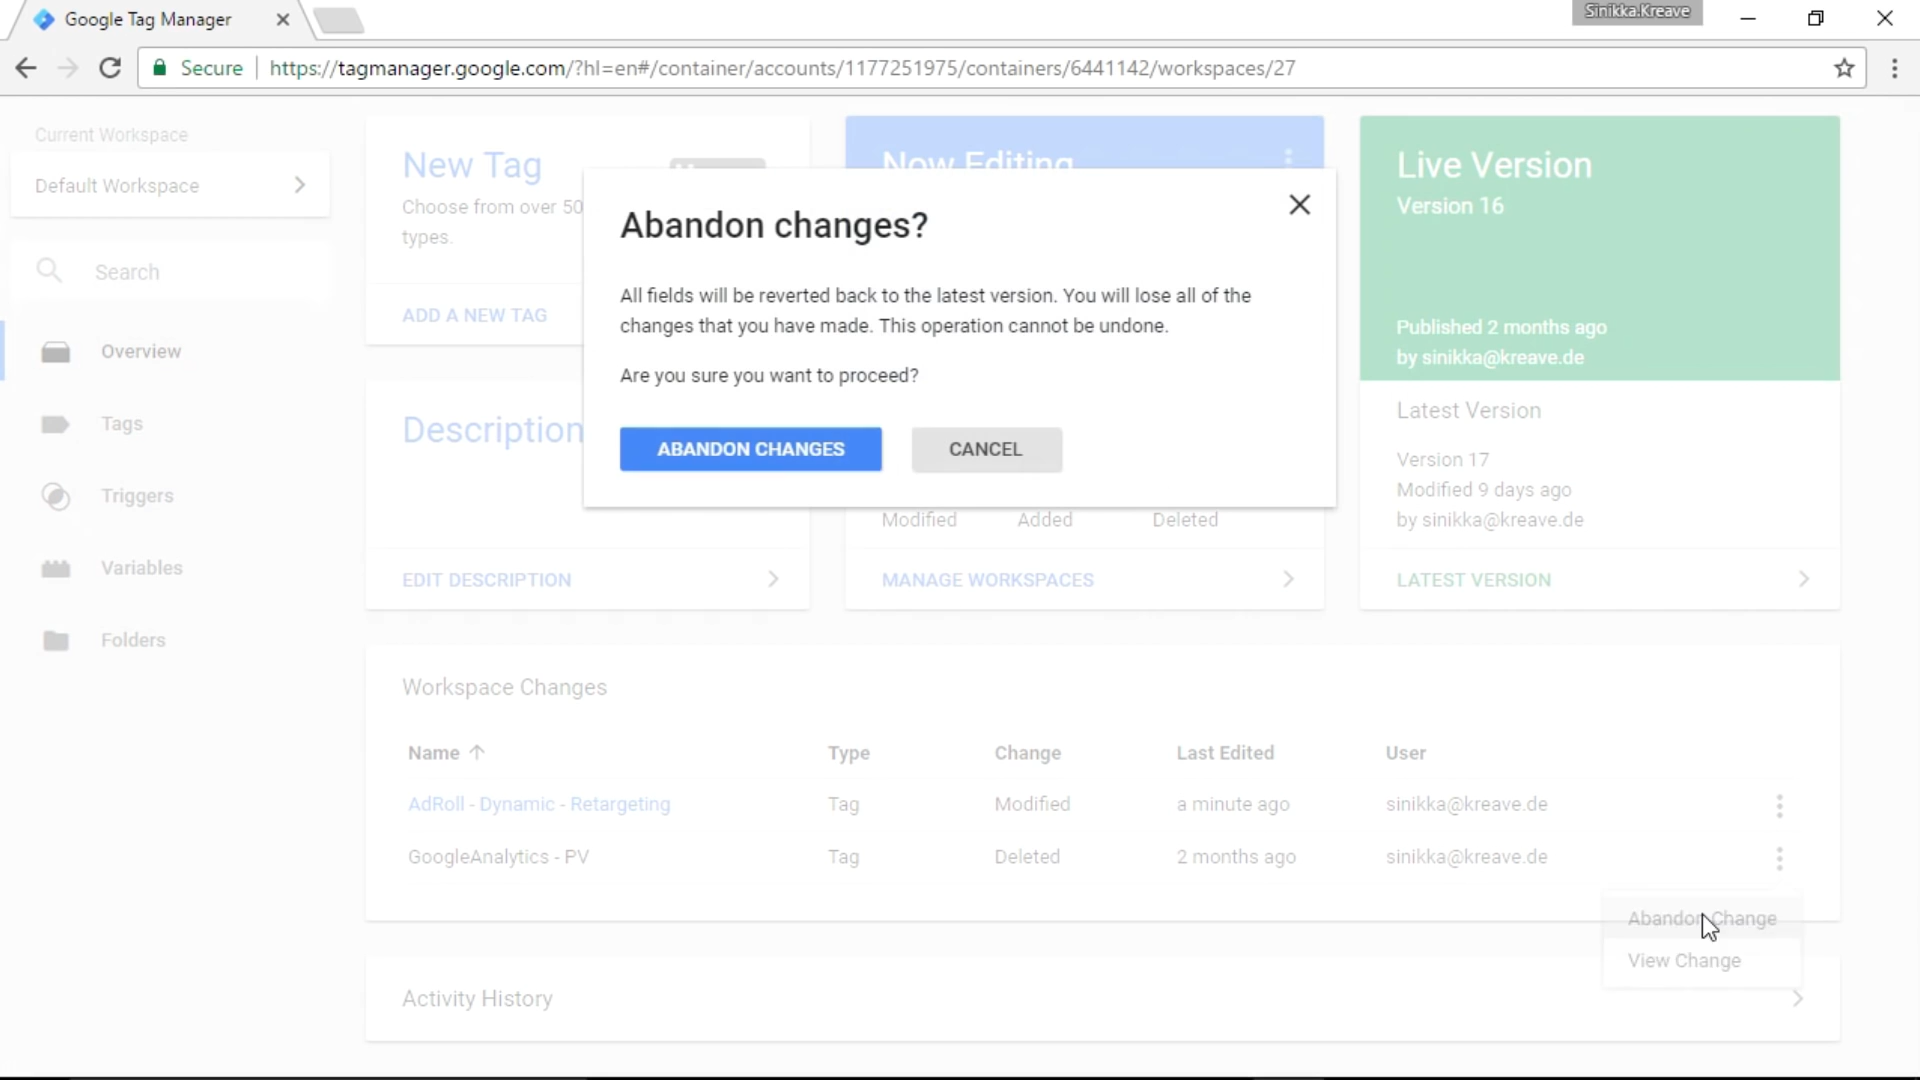 Google Tag Manager
Sinikka.Kreave
Secure
https://tagmanager.google.com/?hl=en#/container/accounts/1177251975/containers/6441142/workspaces/27
Current Workspace
Default Workspace
Search
Overview
Tags
Triggers
Variables
Folders
New Tag
Choose from over 50
types.
ADD A NEW TAG
Description
EDIT DESCRIPTION
Now Editing
Abandon changes?
All fields will be reverted back to the latest version. You will lose all of the
changes that you have made. This operation cannot be undone.
Are you sure you want to proceed?
ABANDON CHANGES
CANCEL
Modified Added Deleted
MANAGE WORKSPACES
Live Version
Version 16
Published 2 months ago
by sinikka@kreave.de
Latest Version
Version 17
Modified 9 days ago
by sinikka@kreave.de
LATEST VERSION
Workspace Changes
Name Type Change Last Edited User
AdRoll - Dynamic - Retargeting Tag Modified a minute ago sinikka@kreave.de
GoogleAnalytics - PV Tag Deleted 2 months ago sinikka@kreave.de
Abandon Change
View Change
Activity History